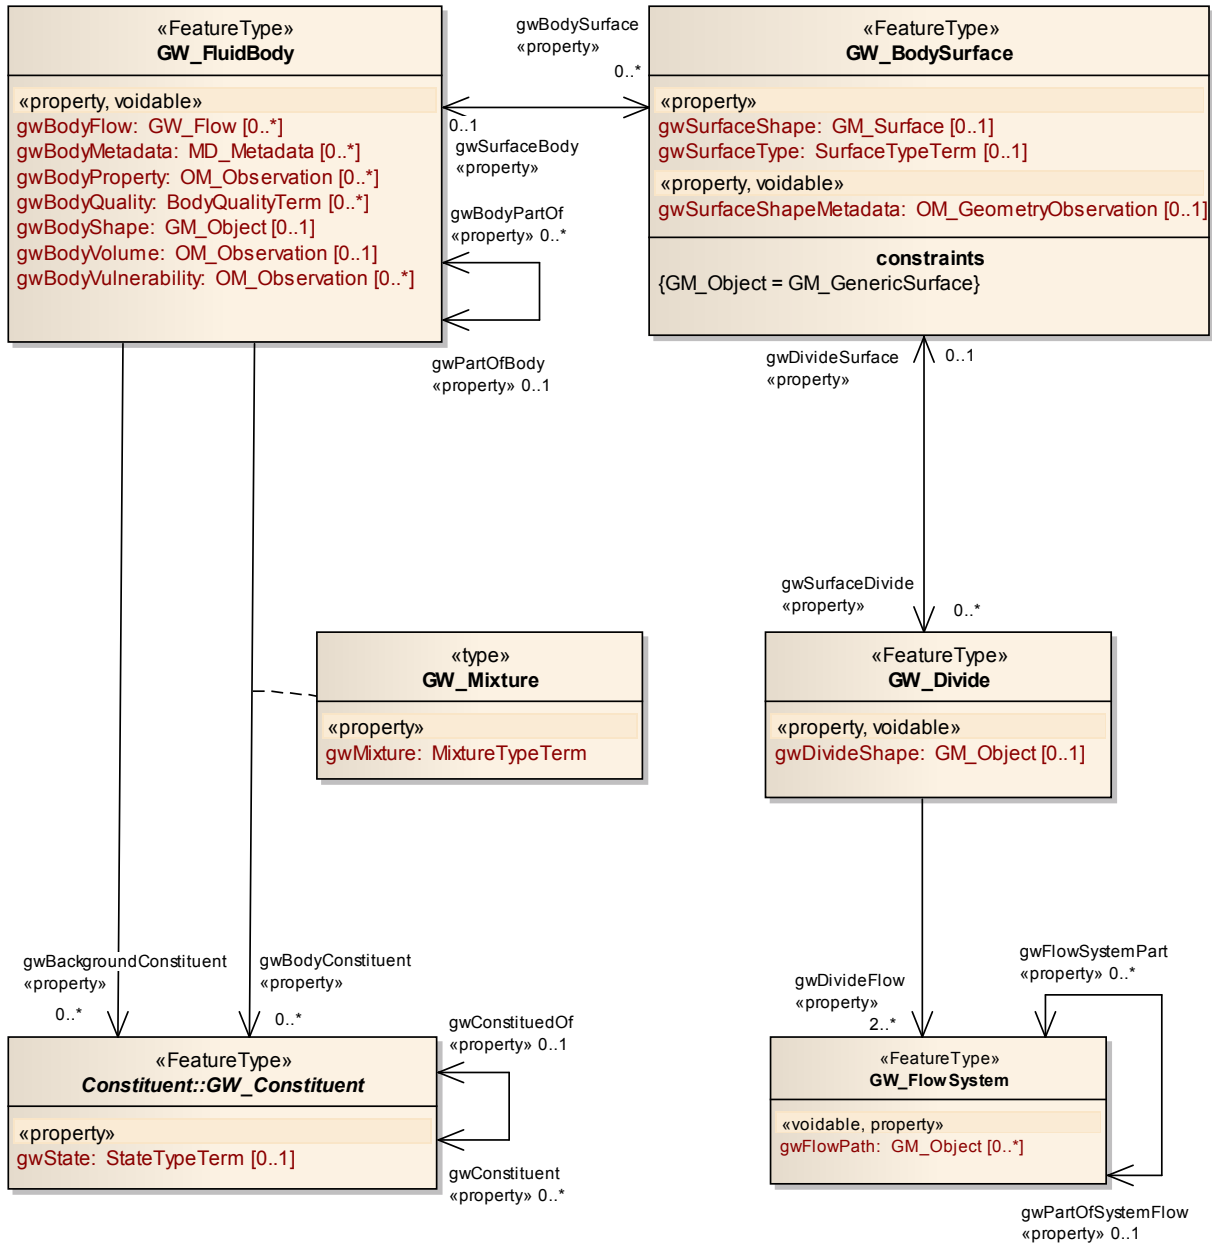 «FeatureType»
GW_FluidBody
«property, voidable»
gwBodyFlow: GW_Flow [0..*]
gwBodyMetadata: MD_Metadata [0..*]
gwBodyProperty: OM_Observation [0..*]
gwBodyQuality: BodyQualityTerm [0..*]
gwBodyShape: GM_Object [0..1]
gwBodyVolume: OM_Observation [0..1]
gwBodyVulnerability: OM_Observation [0..*]
gwBodySurface
«property»
0..*
0..1
gwSurfaceBody
«property»
«FeatureType»
GW_BodySurface
«property»
gwSurfaceShape: GM_Surface [0..1]
gwSurfaceType: SurfaceTypeTerm [0..1]
«property, voidable»
gwSurfaceShapeMetadata: OM_GeometryObservation [0..1]
constraints
{GM_Object = GM_GenericSurface}
gwBodyPartOf
«property» 0..*
gwPartOfBody
«property» 0..1
gwDivideSurface
«property»
0..1
gwSurfaceDivide
«property»
0..*
«type»
GW_Mixture
«property»
gwMixture: MixtureTypeTerm
«FeatureType»
GW_Divide
«property, voidable»
gwDivideShape: GM_Object [0..1]
gwBackgroundConstituent
«property»
0..*
gwBodyConstituent
«property»
0..*
gwDivideFlow
«property»
2..*
gwFlowSystemPart
«property» 0..*
«FeatureType»
Constituent::GW_Constituent
«property»
gwState: StateTypeTerm [0..1]
gwConstituedOf
«property» 0..1
gwConstituent
«property» 0..*
«FeatureType»
GW_FlowSystem
«voidable, property»
gwFlowPath: GM_Object [0..*]
gwPartOfSystemFlow
«property» 0..1